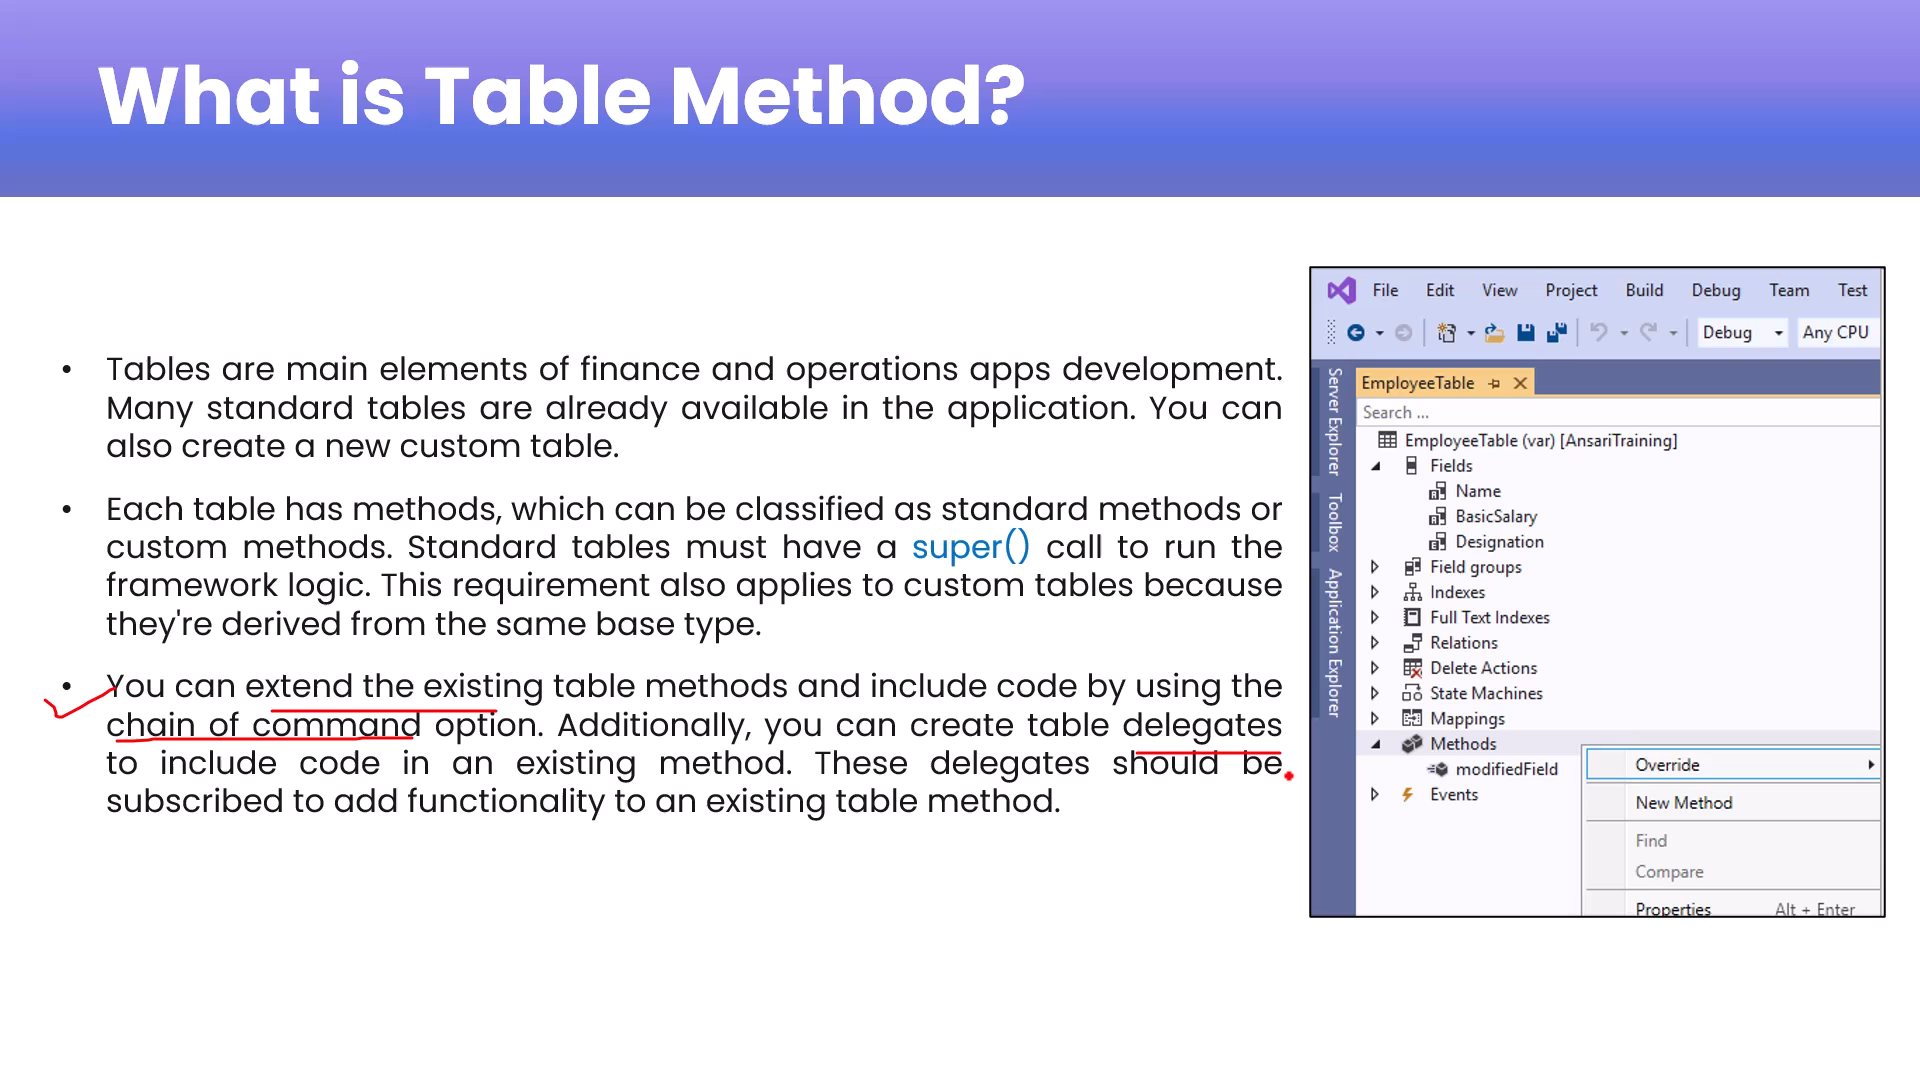 What is Table Method?
• Tables are main elements of finance and operations apps development.
Many standard tables are already available in the application. You can
also create a new custom table.
• Each table has methods, which can be classified as standard methods or
custom methods. Standard tables must have a super() call to run the
framework logic. This requirement also applies to custom tables because
they're derived from the same base type.
• You can extend the existing table methods and include code by using the
chain of command option. Additionally, you can create table delegates
to include code in an existing method. These delegates should be
subscribed to add functionality to an existing table method.
File Edit View Project Build Debug Team Test
Debug Any CPU
Server Explorer
Toolbox
Application Explorer
EmployeeTable
Search ...
EmployeeTable (var) [AnsariTraining]
Fields
Name
BasicSalary
Designation
Field groups
Indexes
Full Text Indexes
Relations
Delete Actions
State Machines
Mappings
Methods
modifiedField
Events
Override
New Method
Find
Compare
Properties Alt + Enter